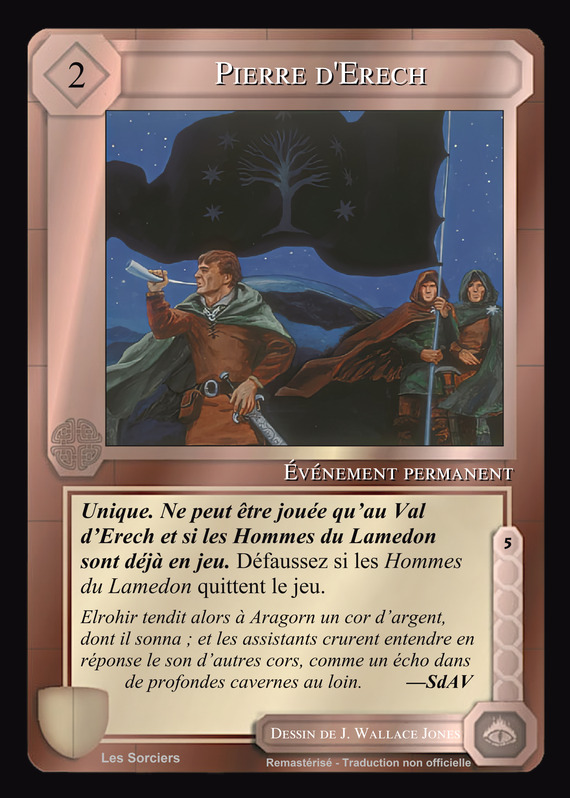 2
Pierre d'Erech
Événement permanent
Unique. Ne peut être jouée qu’au Val
d’Erech et si les Hommes du Lamedon
sont déjà en jeu. Défaussez si les Hommes
du Lamedon quittent le jeu.
5
Elrohir tendit alors à Aragorn un cor d’argent,
dont il sonna ; et les assistants crurent entendre en
réponse le son d’autres cors, comme un écho dans
de profondes cavernes au loin. —SdAV
Dessin de J. Wallace Jones
Les Sorciers
Remastérisé - Traduction non officielle